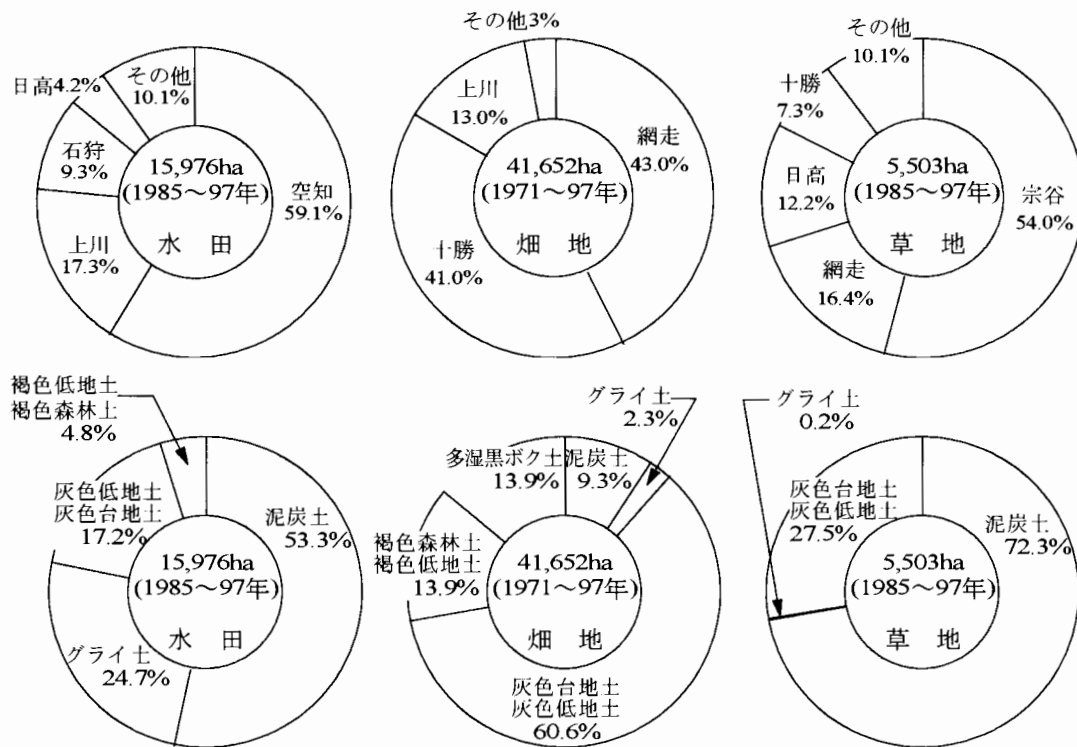 その他
10.1%
日高4.2%
石狩
9.3%
上川
17.3%
空知
59.1%
15,976ha
(1985～97年)
水 田
その他3%
上川
13.0%
網走
43.0%
十勝
41.0%
41,652ha
(1971～97年)
畑 地
その他
10.1%
十勝
7.3%
日高
12.2%
網走
16.4%
宗谷
54.0%
5,503ha
(1985～97年)
草 地
褐色低地土
褐色森林土
4.8%
灰色低地土
灰色台地土
17.2%
泥炭土
53.3%
グライ土
24.7%
15,976ha
(1985～97年)
水 田
グライ土
2.3%
多湿黒ボク土
13.9%
泥炭土
9.3%
褐色森林土
褐色低地土
13.9%
灰色台地土
灰色低地土
60.6%
41,652ha
(1971～97年)
畑 地
グライ土
0.2%
灰色台地土
灰色低地土
27.5%
泥炭土
72.3%
5,503ha
(1985～97年)
草 地